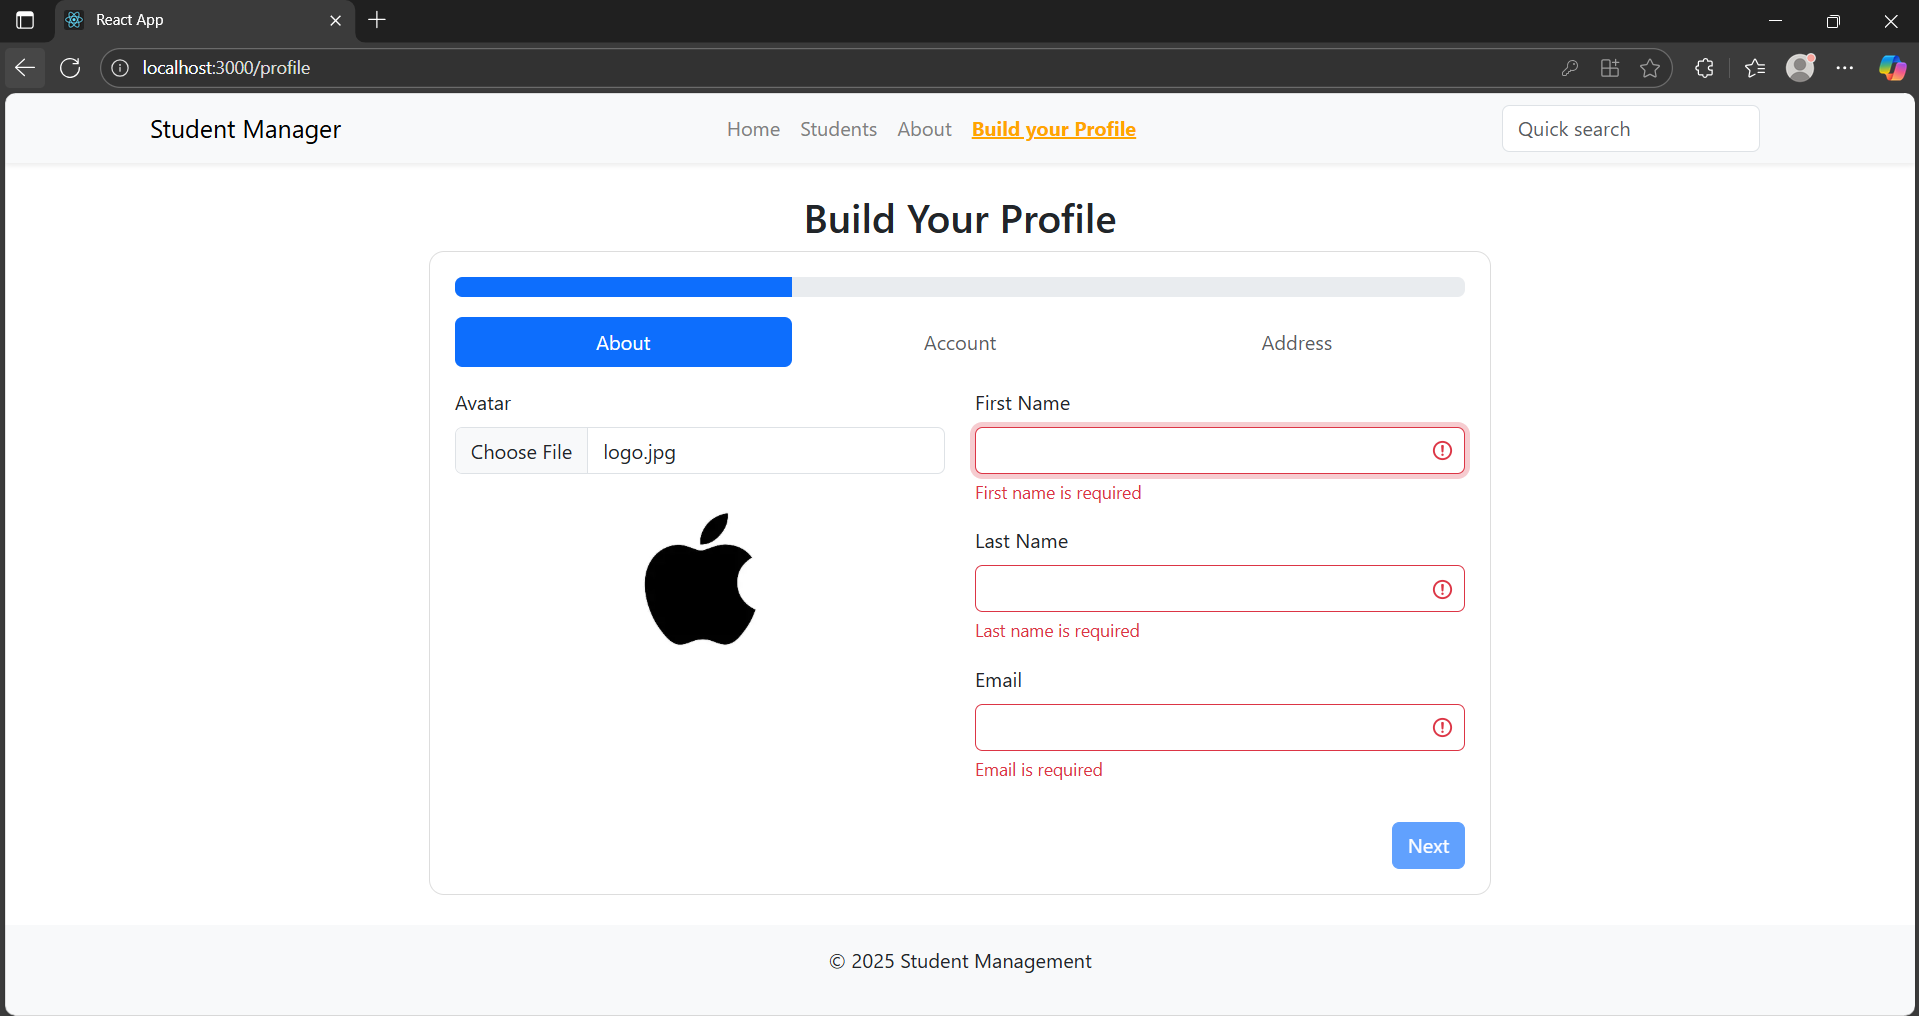 React App
localhost:3000/profile
Student Manager
Home Students About Build your Profile
Quick search
Build Your Profile
About Account Address
Avatar
Choose File logo.jpg
First Name
First name is required
Last Name
Last name is required
Email
Email is required
Next
© 2025 Student Management